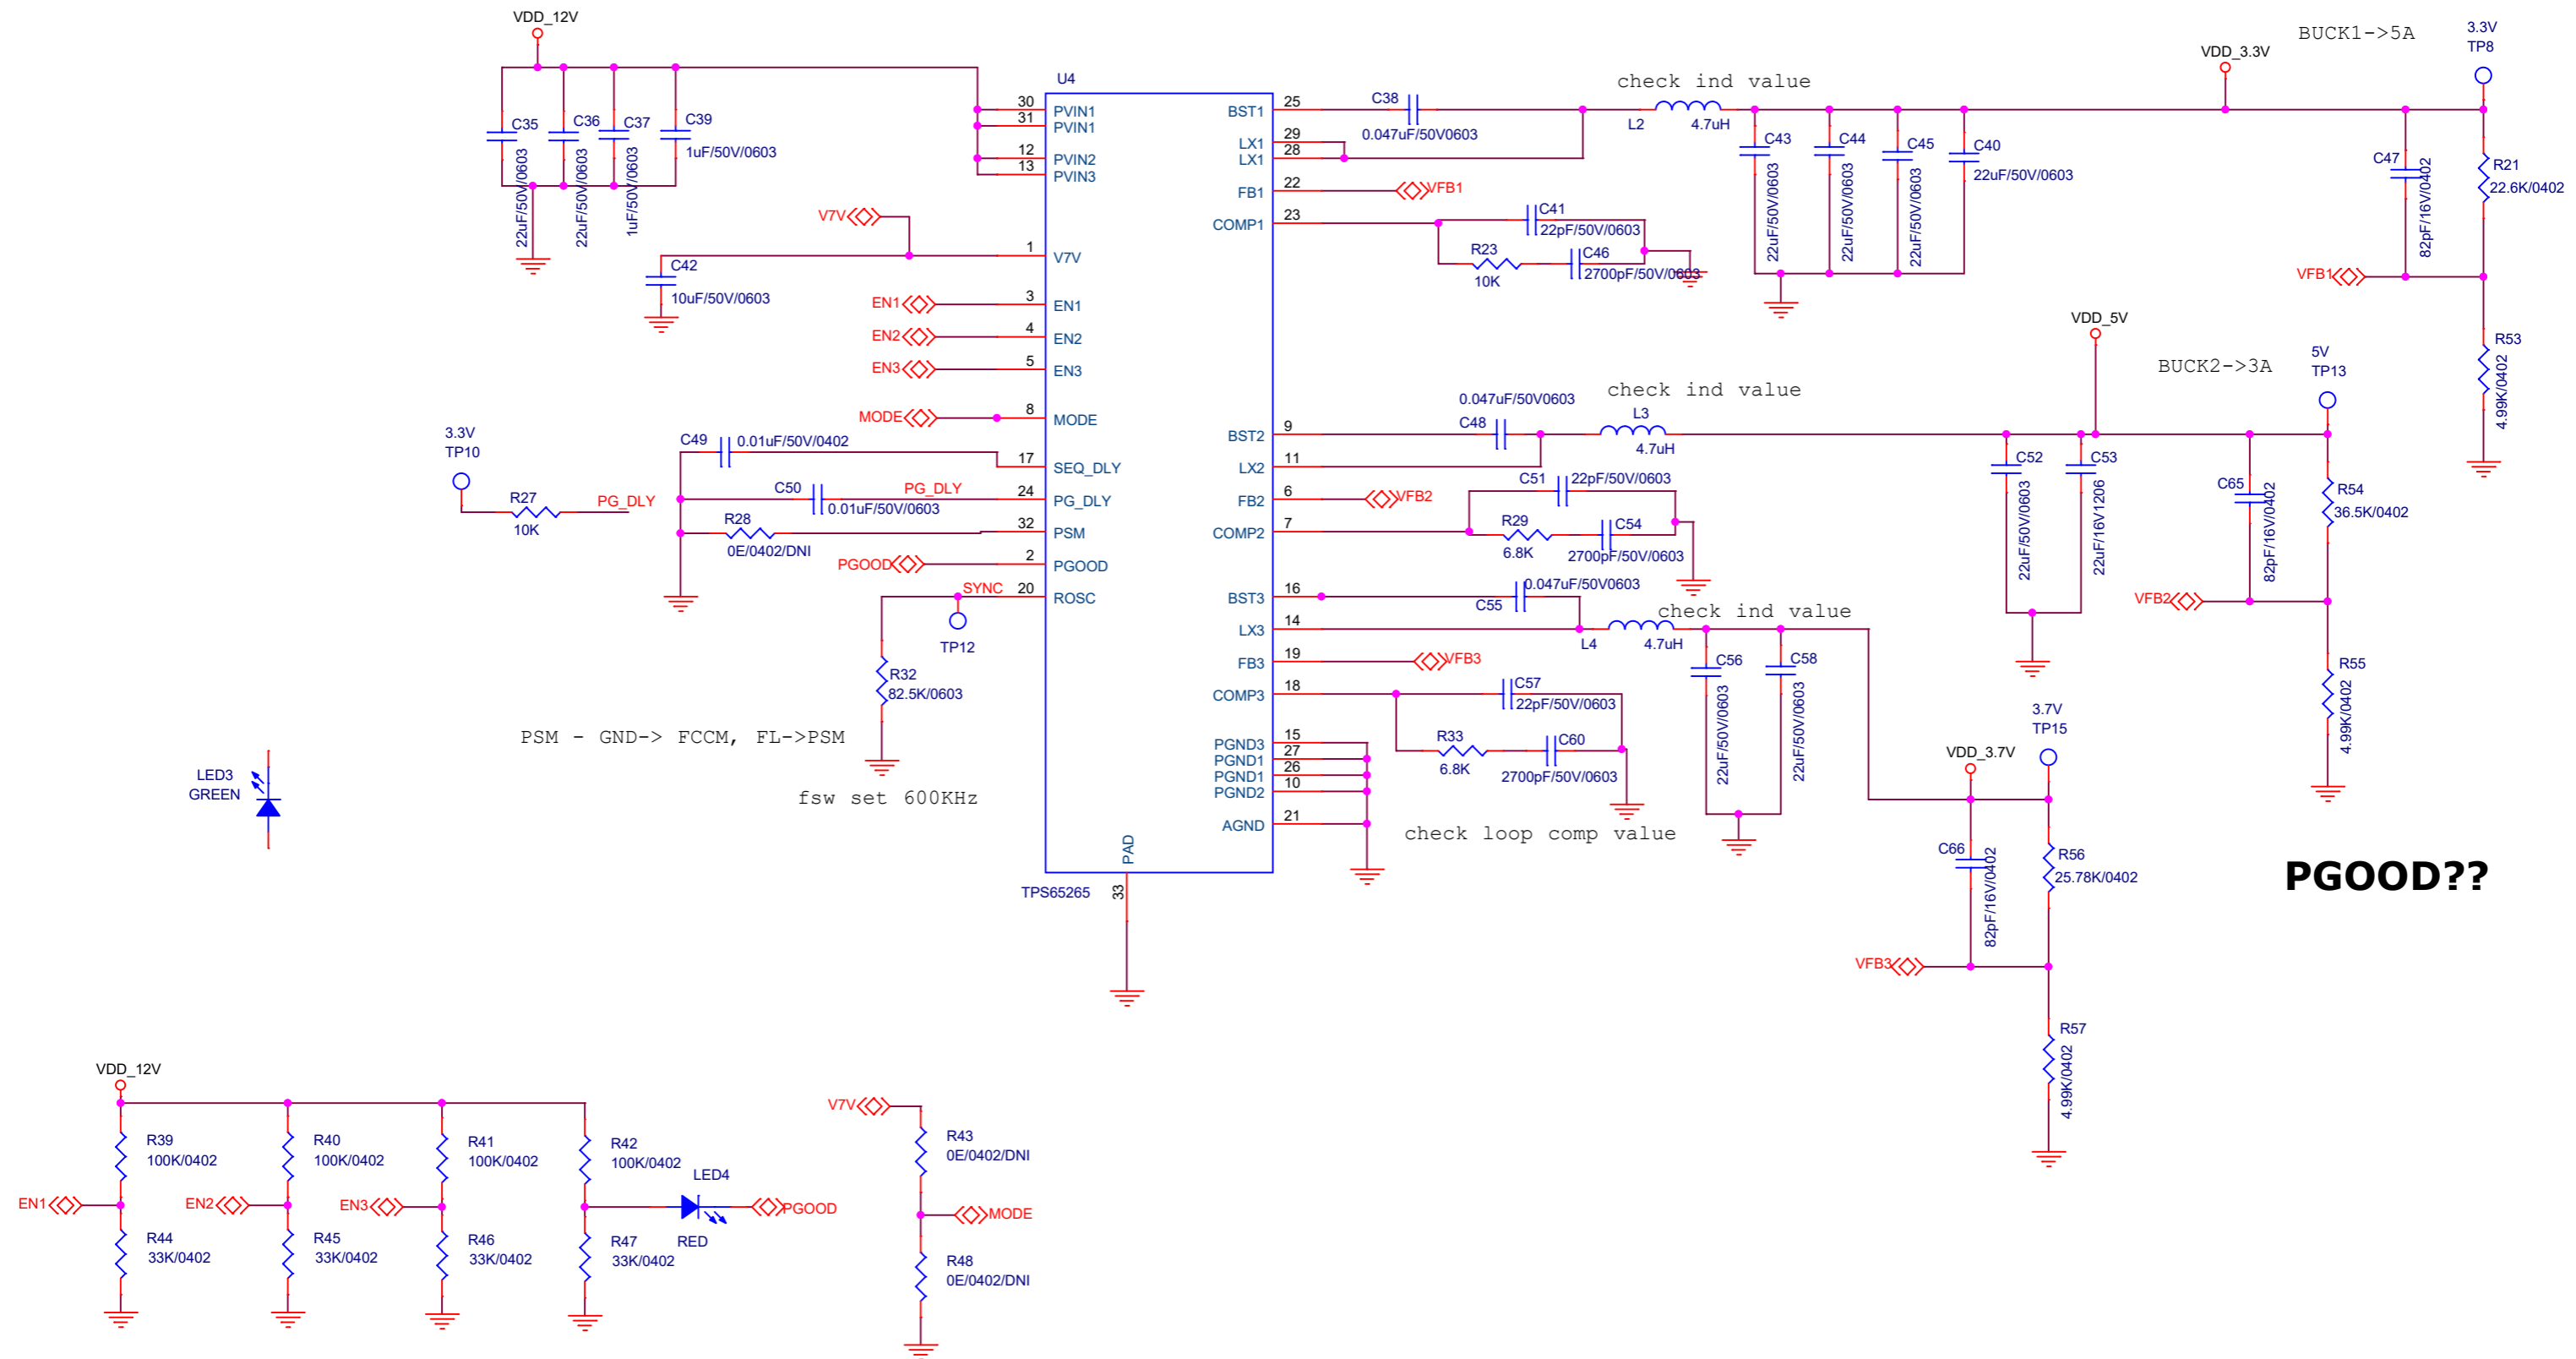 VDD_12V
C35
22uF/50V/0603
C36
22uF/50V/0603
C37
1uF/50V/0603
C39
1uF/50V/0603
V7V
C42
10uF/50V/0603
EN1
EN2
EN3
MODE
3.3V
TP10
R27
10K
PG_DLY
C49
0.01uF/50V/0402
C50
0.01uF/50V/0603
PG_DLY
R28
0E/0402/DNI
PGOOD
SYNC
TP12
R32
82.5K/0603
PSM - GND-> FCCM, FL->PSM
fsw set 600KHz
LED3
GREEN
U4
30
PVIN1
31
PVIN1
12
PVIN2
13
PVIN3
1
V7V
3
EN1
4
EN2
5
EN3
8
MODE
17
SEQ_DLY
24
PG_DLY
32
PSM
2
PGOOD
20
ROSC
TPS65265
PAD
33
BST1
25
LX1
29
LX1
28
FB1
22
COMP1
23
BST2
9
LX2
11
FB2
6
COMP2
7
BST3
16
LX3
14
FB3
19
COMP3
18
PGND3
15
PGND1
27
PGND1
26
PGND2
10
AGND
21
C38
0.047uF/50V0603
check ind value
L2
4.7uH
VFB1
C41
22pF/50V/0603
R23
10K
C46
2700pF/50V/0603
C43
22uF/50V/0603
C44
22uF/50V/0603
C45
22uF/50V/0603
C40
22uF/50V/0603
VDD_3.3V
BUCK1->5A
3.3V
TP8
C47
82pF/16V/0402
R21
22.6K/0402
VFB1
R53
4.99K/0402
0.047uF/50V0603
C48
check ind value
L3
4.7uH
VFB2
C51
22pF/50V/0603
R29
6.8K
C54
2700pF/50V/0603
VDD_5V
BUCK2->3A
5V
TP13
C52
22uF/50V/0603
C53
22uF/16V1206
C65
82pF/16V/0402
R54
36.5K/0402
VFB2
R55
4.99K/0402
0.047uF/50V0603
C55
check ind value
L4
4.7uH
VFB3
C57
22pF/50V/0603
R33
6.8K
C60
2700pF/50V/0603
check loop comp value
C56
22uF/50V/0603
C58
22uF/50V/0603
3.7V
TP15
VDD_3.7V
C66
82pF/16V/0402
R56
25.78K/0402
VFB3
R57
4.99K/0402
PGOOD??
VDD_12V
R39
100K/0402
R40
100K/0402
R41
100K/0402
R42
100K/0402
LED4
RED
EN1
EN2
EN3
PGOOD
R44
33K/0402
R45
33K/0402
R46
33K/0402
R47
33K/0402
V7V
R43
0E/0402/DNI
MODE
R48
0E/0402/DNI